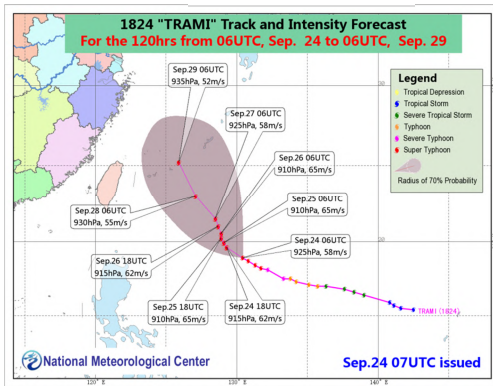 1824 "TRAMI" Track and Intensity Forecast
For the 120hrs from 06UTC, Sep. 24 to 06UTC, Sep. 29
Sep.29 06UTC
935hPa, 52m/s
Sep.27 06UTC
925hPa, 58m/s
Sep.26 06UTC
910hPa, 65m/s
Sep.25 06UTC
910hPa, 65m/s
Sep.24 06UTC
925hPa, 58m/s
Sep.28 06UTC
930hPa, 55m/s
Sep.26 18UTC
915hPa, 62m/s
Sep.25 18UTC
910hPa, 65m/s
Sep.24 18UTC
915hPa, 62m/s
Legend
Tropical Depression
Tropical Storm
Severe Tropical Storm
Typhoon
Severe Typhoon
Super Typhoon
Radius of 70% Probability
TRAMI(1824)
National Meteorological Center
Sep.24 07UTC issued
120°E
130°E
140°E